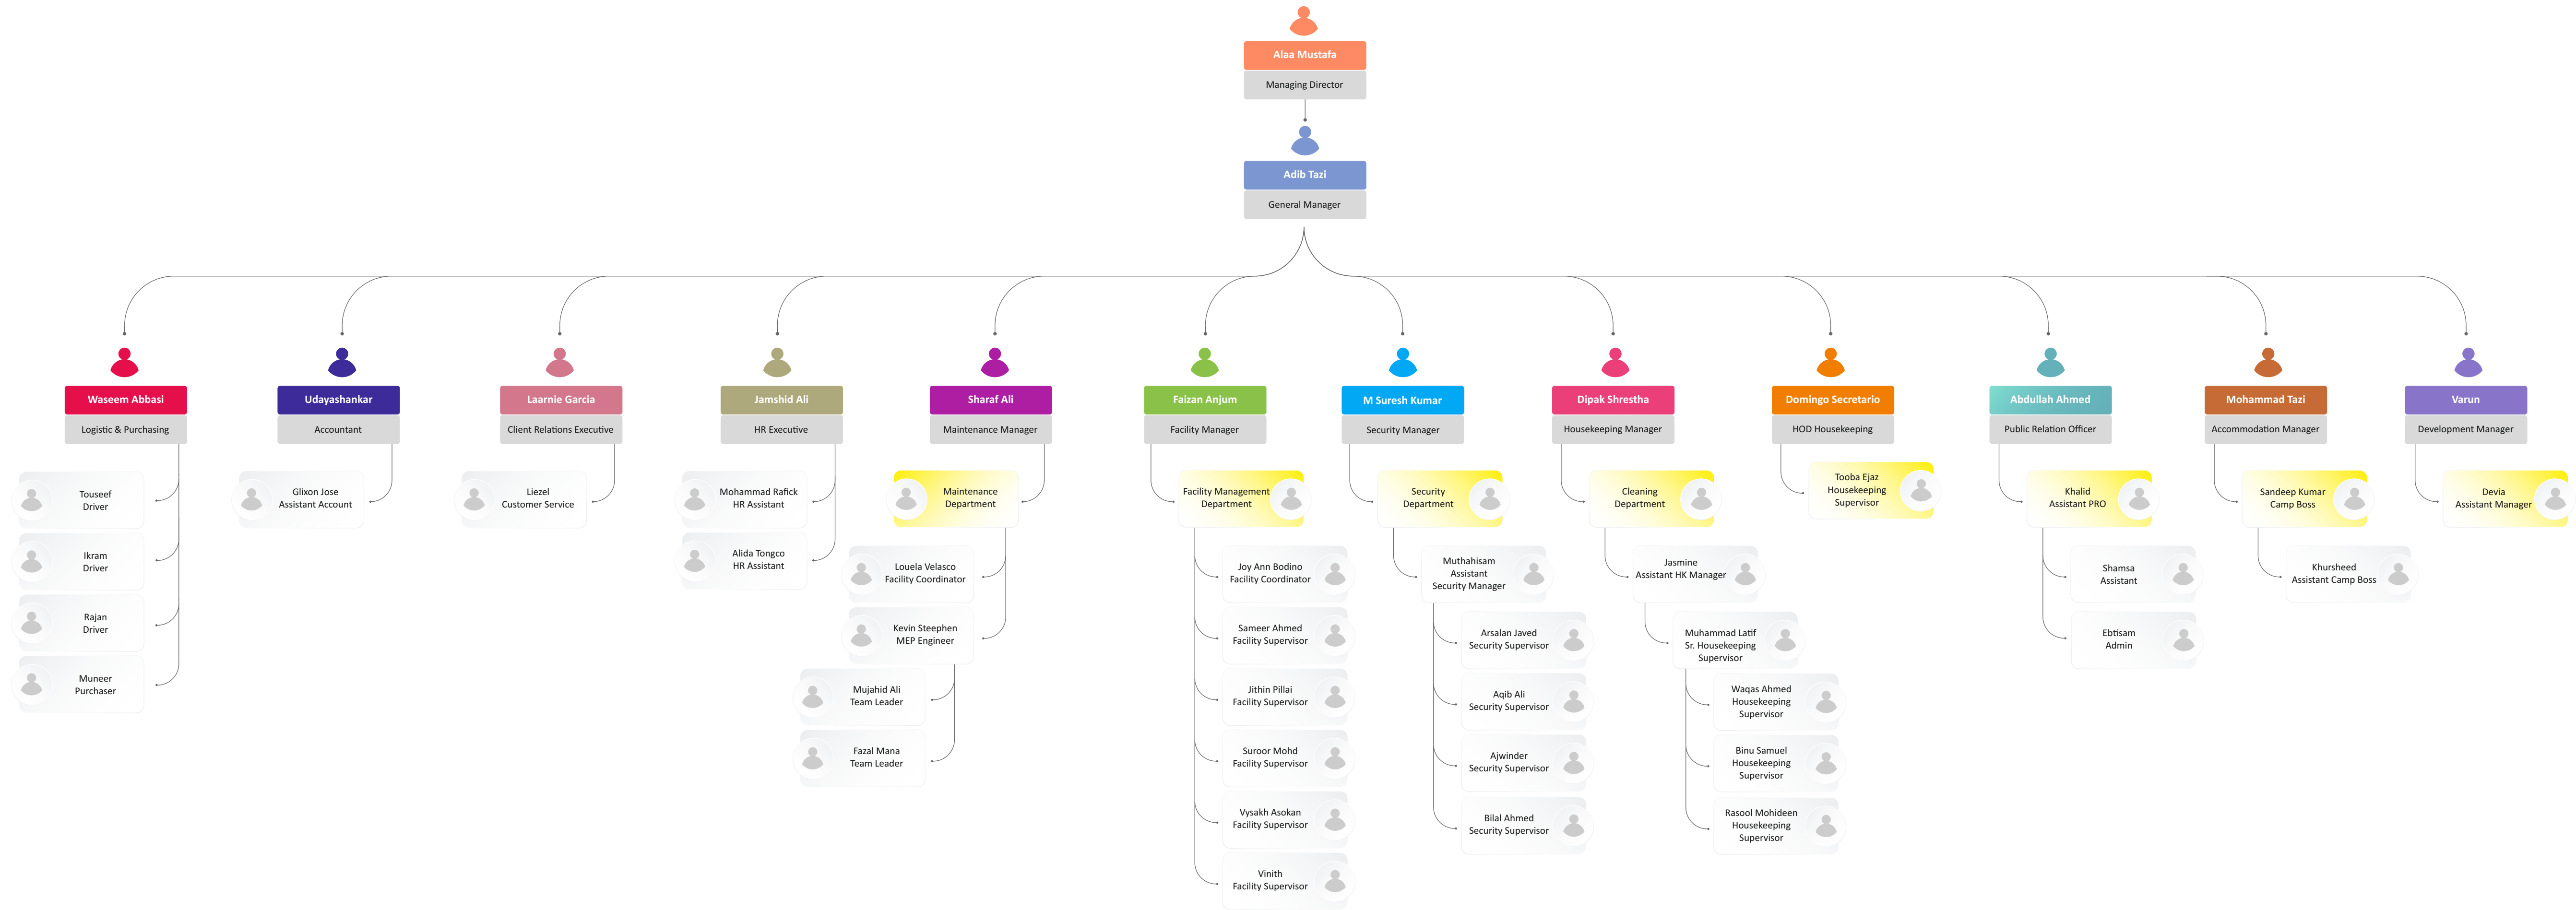 Alaa Mustafa
Managing Director
Adib Tazi
General Manager
Waseem Abbasi
Logistic & Purchasing
Touseef
Driver
Ikram
Driver
Rajan
Driver
Muneer
Purchaser
Udayashankar
Accountant
Glixon Jose
Assistant Account
Laarnie Garcia
Client Relations Executive
Liezel
Customer Service
Jamshid Ali
HR Executive
Mohammad Rafick
HR Assistant
Alida Tongco
HR Assistant
Sharaf Ali
Maintenance Manager
Maintenance
Department
Louela Velasco
Facility Coordinator
Kevin Steephen
MEP Engineer
Mujahid Ali
Team Leader
Fazal Mana
Team Leader
Faizan Anjum
Facility Manager
Facility Management
Department
Joy Ann Bodino
Facility Coordinator
Sameer Ahmed
Facility Supervisor
Jithin Pillai
Facility Supervisor
Suroor Mohd
Facility Supervisor
Vysakh Asokan
Facility Supervisor
Vinith
Facility Supervisor
M Suresh Kumar
Security Manager
Security
Department
Muthahisam
Assistant
Security Manager
Arsalan Javed
Security Supervisor
Aqib Ali
Security Supervisor
Ajwinder
Security Supervisor
Bilal Ahmed
Security Supervisor
Dipak Shrestha
Housekeeping Manager
Cleaning
Department
Jasmine
Assistant HK Manager
Muhammad Latif
Sr. Housekeeping
Supervisor
Waqas Ahmed
Housekeeping
Supervisor
Binu Samuel
Housekeeping
Supervisor
Rasool Mohideen
Housekeeping
Supervisor
Domingo Secretario
HOD Housekeeping
Tooba Ejaz
Housekeeping
Supervisor
Abdullah Ahmed
Public Relation Officer
Khalid
Assistant PRO
Shamsa
Assistant
Ebtisam
Admin
Mohammad Tazi
Accommodation Manager
Sandeep Kumar
Camp Boss
Khursheed
Assistant Camp Boss
Varun
Development Manager
Devia
Assistant Manager